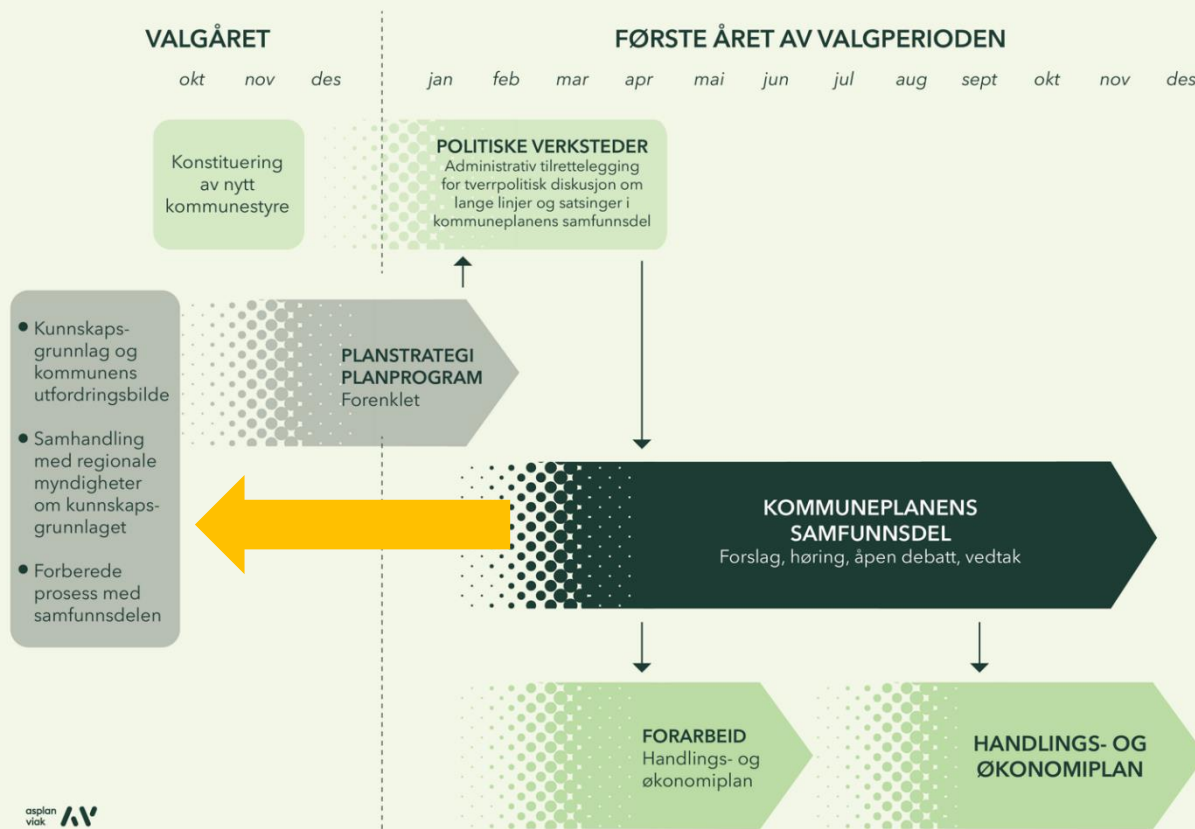 VALGÅRET
FØRSTE ÅRET AV VALGPERIODEN
okt nov des jan feb mar apr mai jun jul aug sept okt nov des
Konstituering
av nytt
kommunestyre
POLITISKE VERKSTEDER
Administrativ tilrettelegging
for tverrpolitisk diskusjon om
lange linjer og satsinger i
kommuneplanens samfunnsdel
• Kunnskaps-
grunnlag og
kommunens
utfordringsbilde
• Samhandling
med regionale
myndigheter
om kunnskaps-
grunnlaget
• Forberede
prosess med
samfunnsdelen
PLANSTRATEGI
PLANPROGRAM
Forenklet
KOMMUNEPLANENS
SAMFUNNSDEL
Forslag, høring, åpen debatt, vedtak
FORARBEID
Handlings- og
økonomiplan
HANDLINGS- OG
ØKONOMIPLAN
asplan
viak